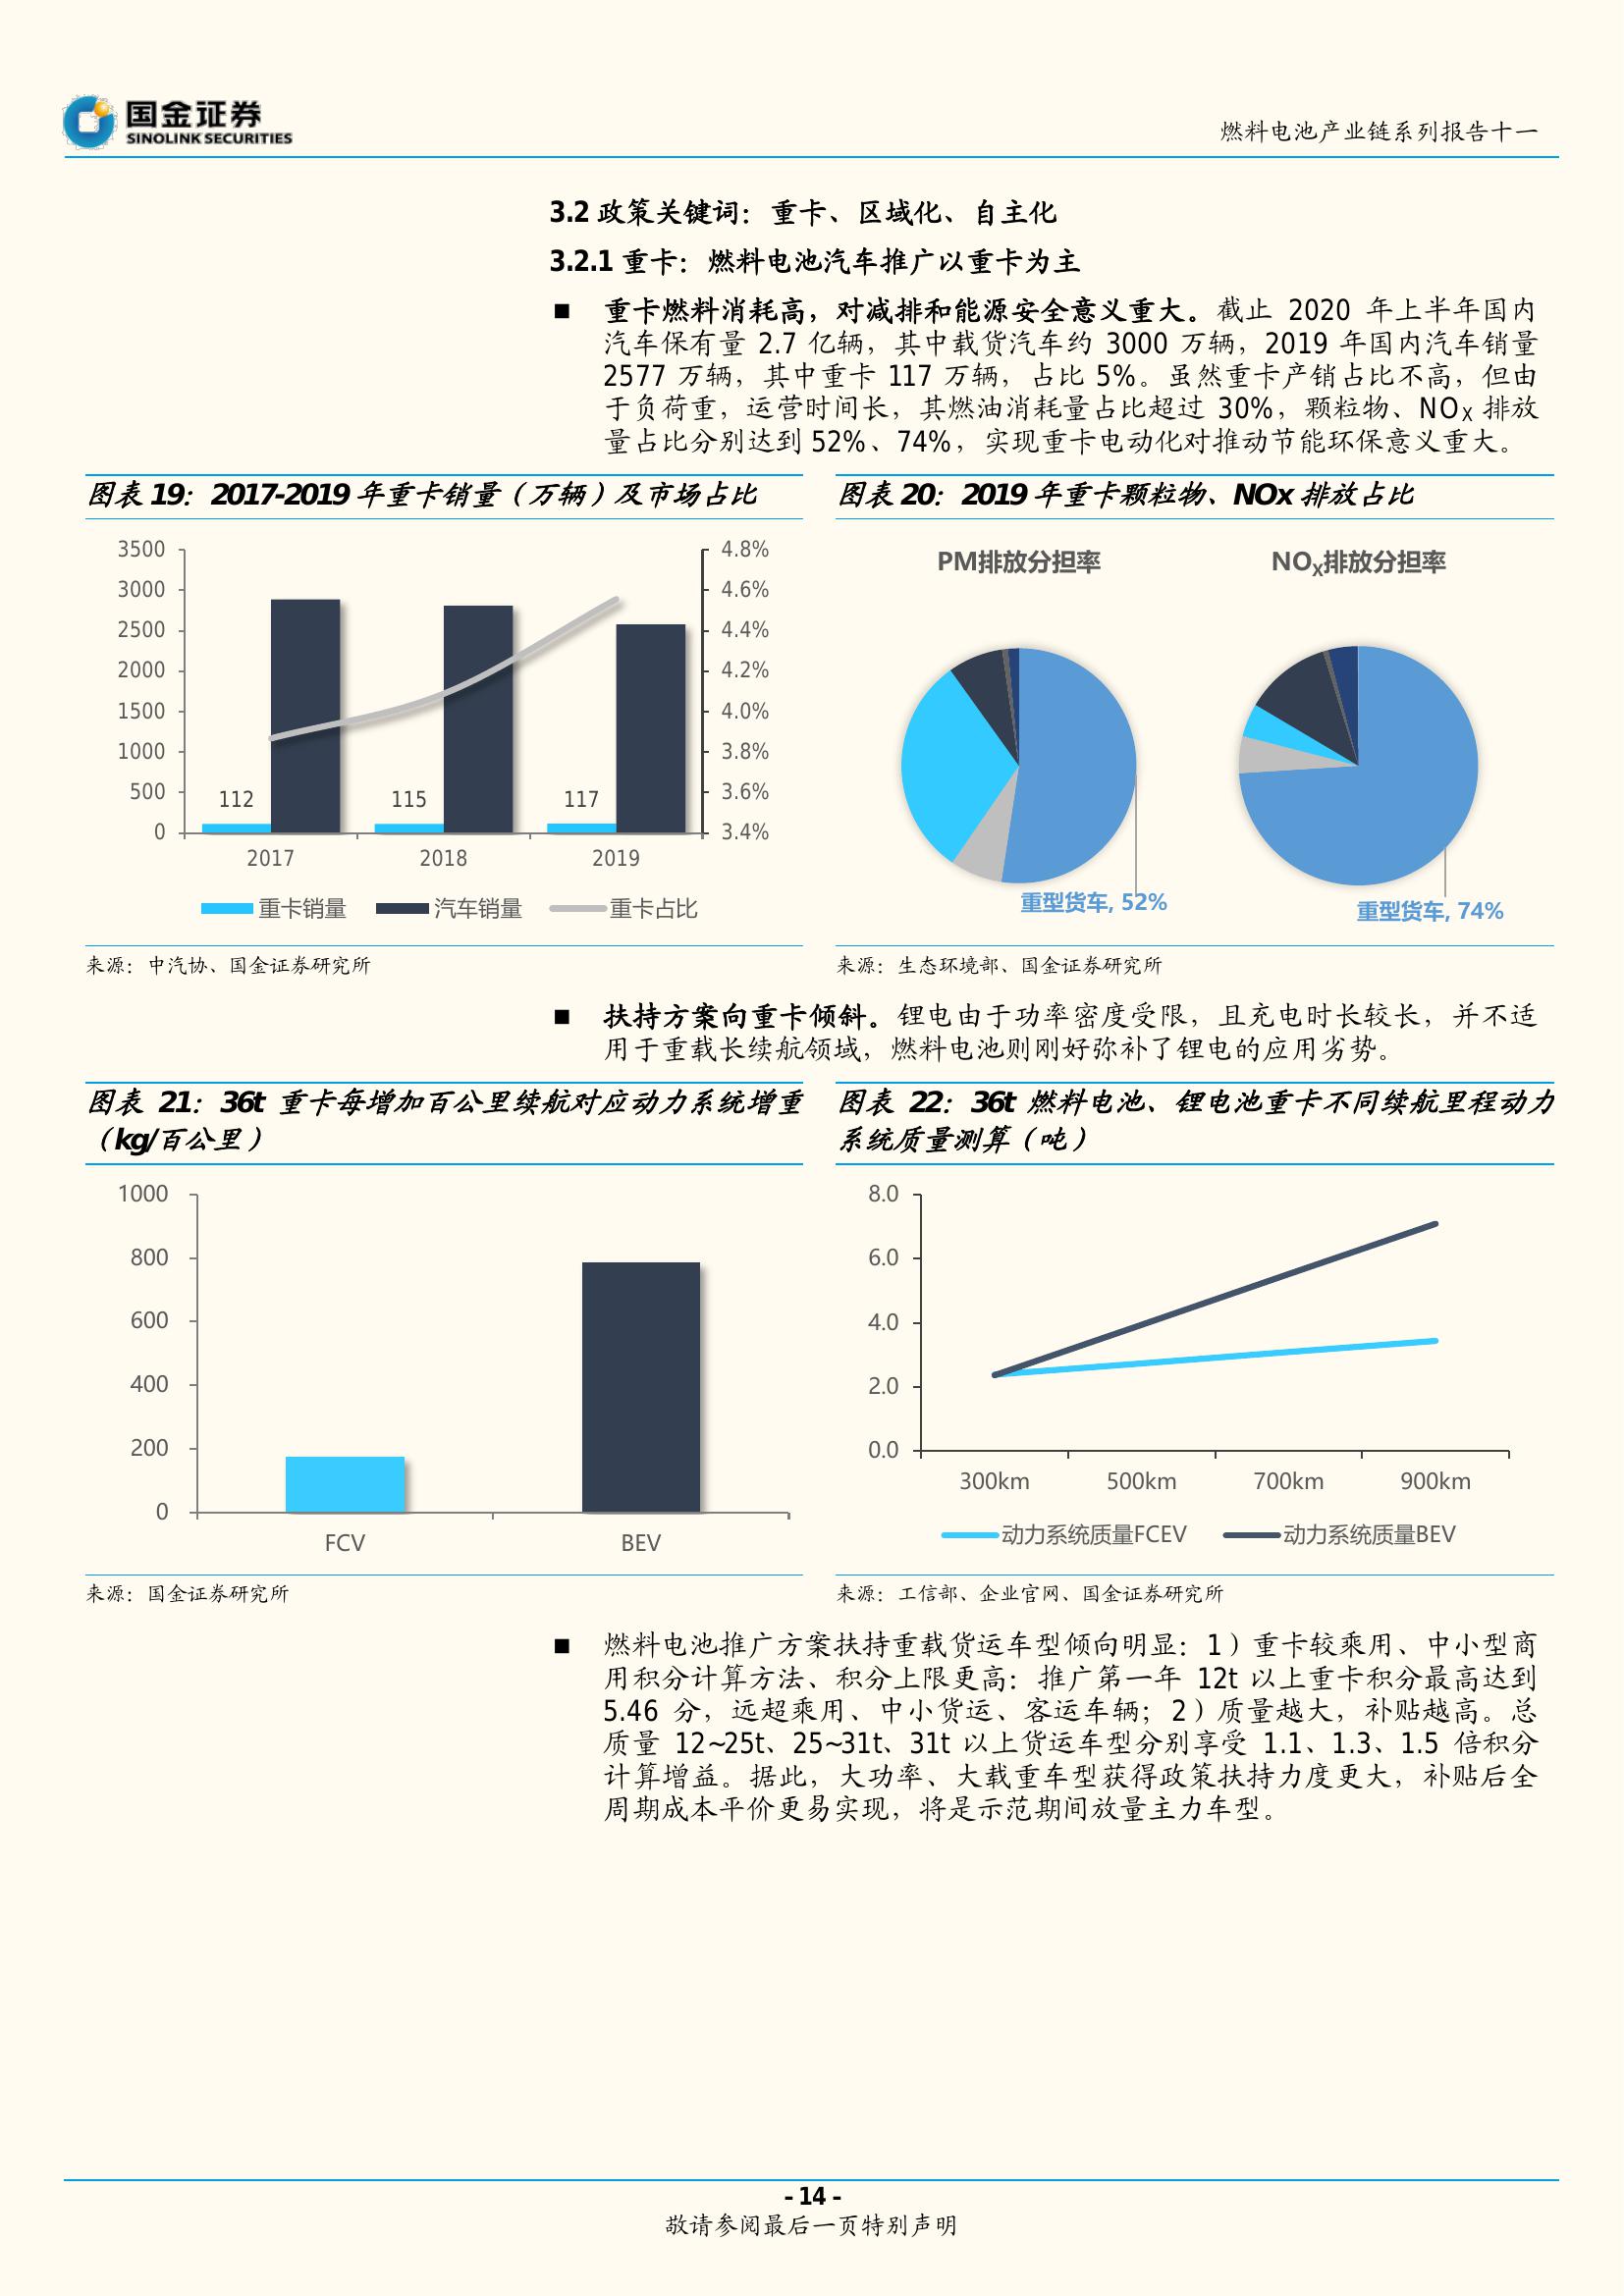 国金证券
SINOLINK SECURITIES
燃料电池产业链系列报告十一
3.2 政策关键词：重卡、区域化、自主化
3.2.1 重卡：燃料电池汽车推广以重卡为主
■ 重卡燃料消耗高，对减排和能源安全意义重大。截止 2020 年上半年国内
汽车保有量 2.7 亿辆，其中载货汽车约 3000 万辆，2019 年国内汽车销量
2577 万辆，其中重卡 117 万辆，占比 5%。虽然重卡产销占比不高，但由
于负荷重，运营时间长，其燃油消耗量占比超过 30%，颗粒物、NOX 排放
量占比分别达到 52%、74%，实现重卡电动化对推动节能环保意义重大。
图表 19：2017-2019 年重卡销量（万辆）及市场占比
3500
3000
2500
2000
1500
1000
500
0
4.8%
4.6%
4.4%
4.2%
4.0%
3.8%
3.6%
3.4%
112
115
117
2017
2018
2019
重卡销量
汽车销量
重卡占比
来源：中汽协、国金证券研究所
图表 20：2019 年重卡颗粒物、NOx 排放占比
PM排放分担率
NOX排放分担率
重型货车, 52%
重型货车, 74%
来源：生态环境部、国金证券研究所
■ 扶持方案向重卡倾斜。锂电由于功率密度受限，且充电时长较长，并不适
用于重载长续航领域，燃料电池则刚好弥补了锂电的应用劣势。
图表 21：36t 重卡每增加百公里续航对应动力系统增重
（kg/百公里）
1000
800
600
400
200
0
FCV
BEV
来源：国金证券研究所
图表 22：36t 燃料电池、锂电池重卡不同续航里程动力
系统质量测算（吨）
8.0
6.0
4.0
2.0
0.0
300km
500km
700km
900km
动力系统质量FCEV
动力系统质量BEV
来源：工信部、企业官网、国金证券研究所
■ 燃料电池推广方案扶持重载货运车型倾向明显：1）重卡较乘用、中小型商
用积分计算方法、积分上限更高：推广第一年 12t 以上重卡积分最高达到
5.46 分，远超乘用、中小货运、客运车辆；2）质量越大，补贴越高。总
质量 12~25t、25~31t、31t 以上货运车型分别享受 1.1、1.3、1.5 倍积分
计算增益。据此，大功率、大载重车型获得政策扶持力度更大，补贴后全
周期成本平价更易实现，将是示范期间放量主力车型。
- 14 -
敬请参阅最后一页特别声明